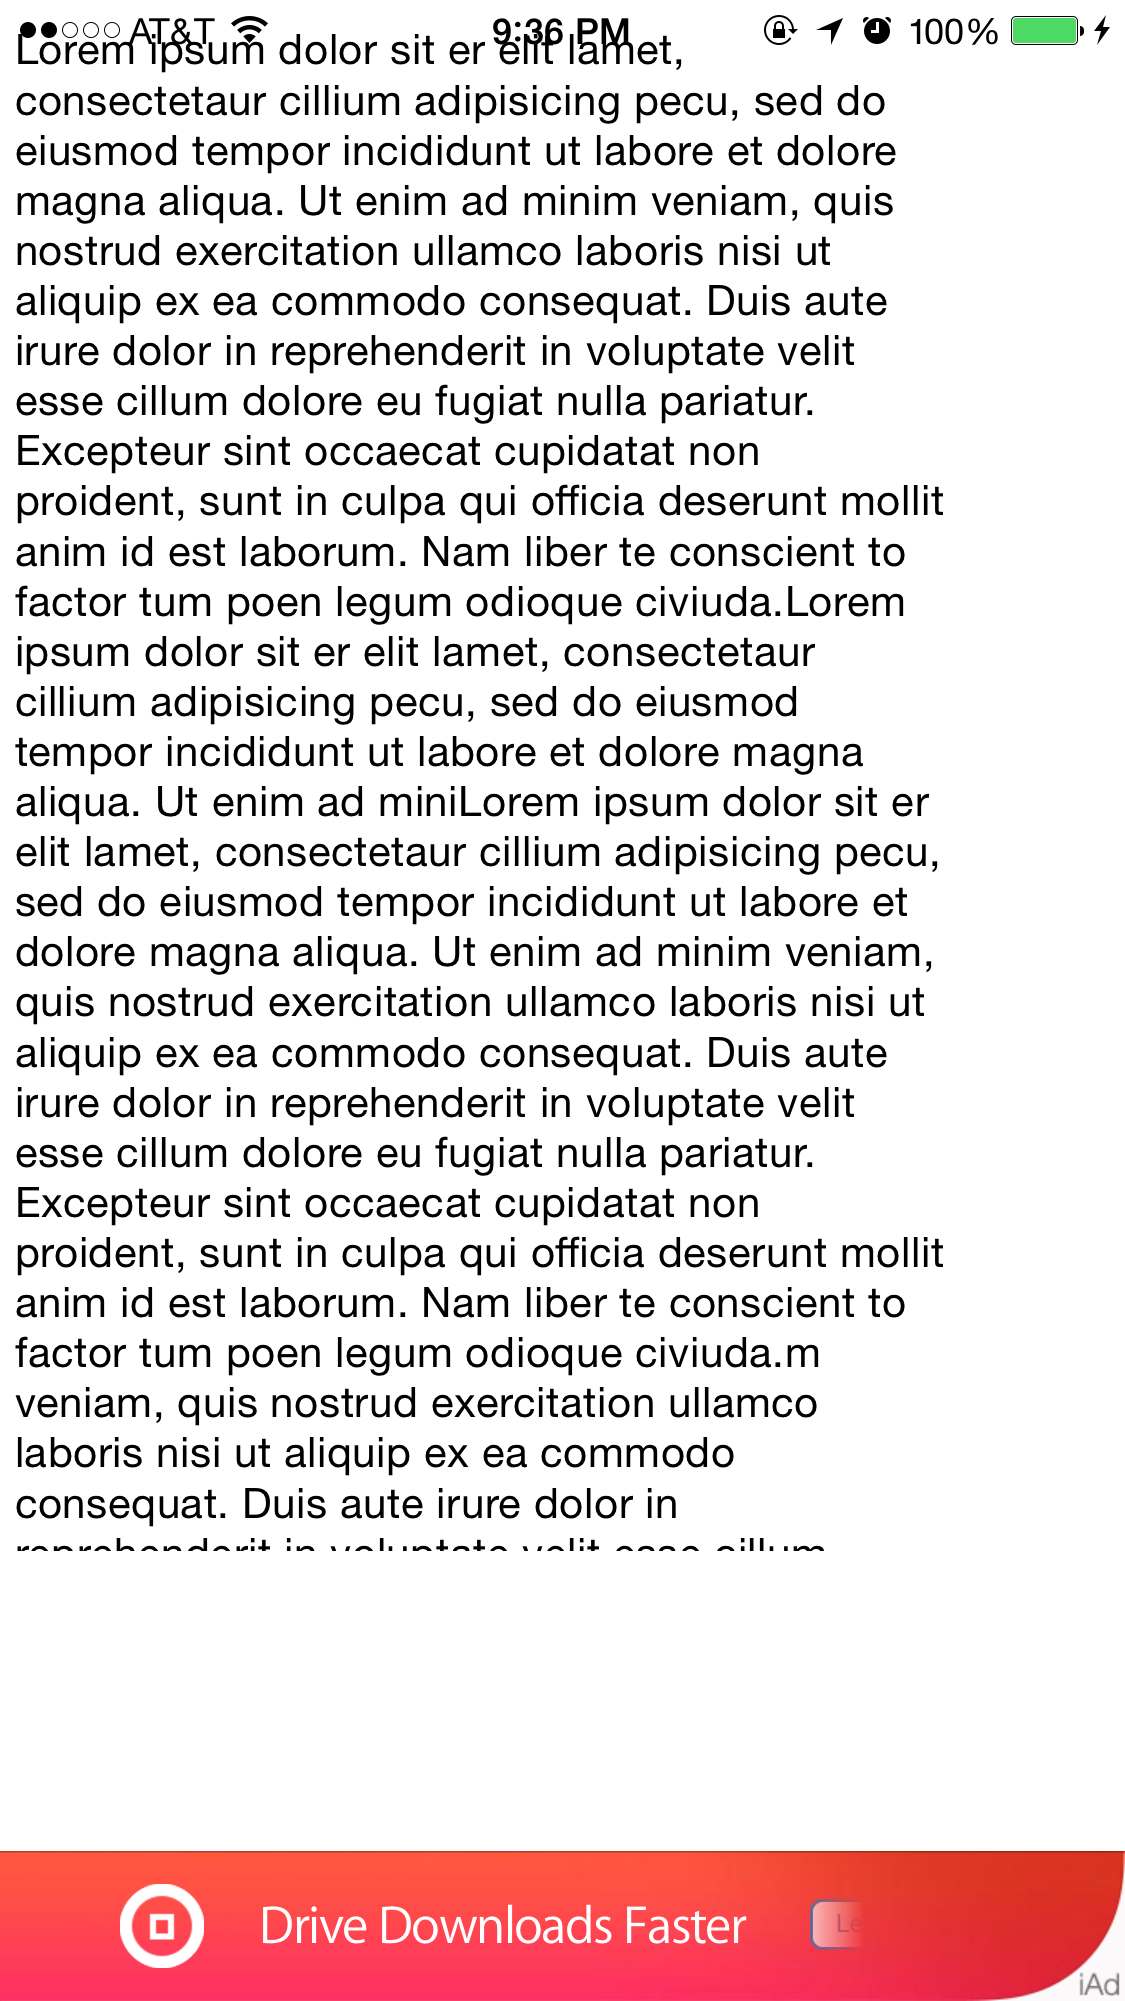 AT&T 9:36 PM 100%
Lorem ipsum dolor sit er elit lamet,
consectetaur cillium adipisicing pecu, sed do
eiusmod tempor incididunt ut labore et dolore
magna aliqua. Ut enim ad minim veniam, quis
nostrud exercitation ullamco laboris nisi ut
aliquip ex ea commodo consequat. Duis aute
irure dolor in reprehenderit in voluptate velit
esse cillum dolore eu fugiat nulla pariatur.
Excepteur sint occaecat cupidatat non
proident, sunt in culpa qui officia deserunt mollit
anim id est laborum. Nam liber te conscient to
factor tum poen legum odioque civiuda.Lorem
ipsum dolor sit er elit lamet, consectetaur
cillium adipisicing pecu, sed do eiusmod
tempor incididunt ut labore et dolore magna
aliqua. Ut enim ad miniLorem ipsum dolor sit er
elit lamet, consectetaur cillium adipisicing pecu,
sed do eiusmod tempor incididunt ut labore et
dolore magna aliqua. Ut enim ad minim veniam,
quis nostrud exercitation ullamco laboris nisi ut
aliquip ex ea commodo consequat. Duis aute
irure dolor in reprehenderit in voluptate velit
esse cillum dolore eu fugiat nulla pariatur.
Excepteur sint occaecat cupidatat non
proident, sunt in culpa qui officia deserunt mollit
anim id est laborum. Nam liber te conscient to
factor tum poen legum odioque civiuda.m
veniam, quis nostrud exercitation ullamco
laboris nisi ut aliquip ex ea commodo
consequat. Duis aute irure dolor in
reprehenderit in voluptate velit esse cillum
Drive Downloads Faster
iAd